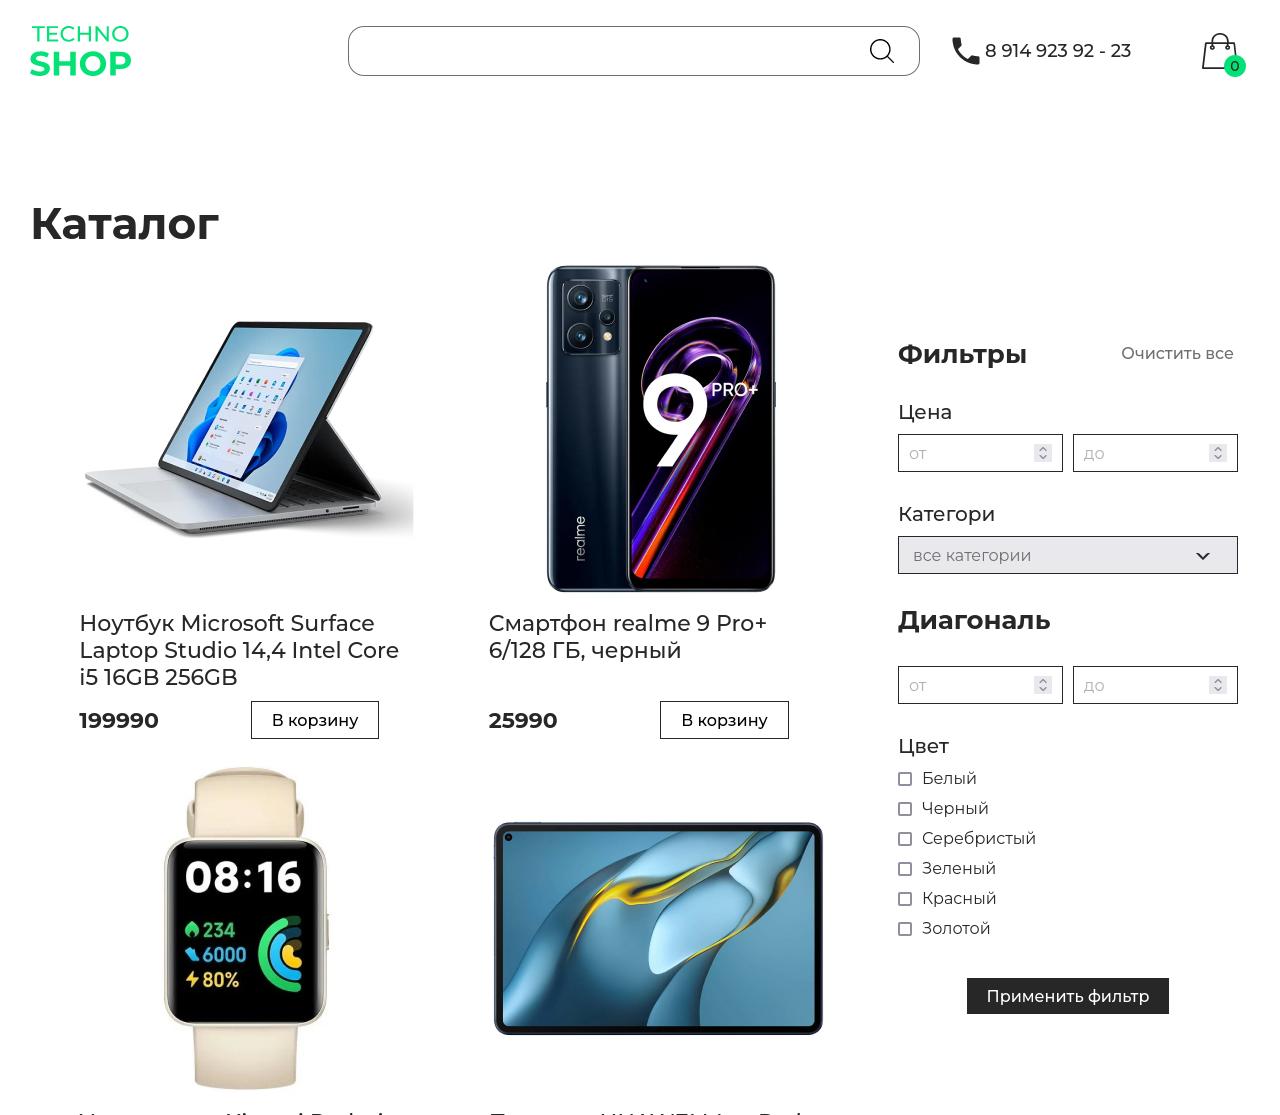 TECHNO
SHOP
8 914 923 92 - 23
0
Каталог
9 PRO+
realme
Фильтры
Очистить все
Цена
от
до
Категори
все категории
Диагональ
от
до
Цвет
Белый
Черный
Серебристый
Зеленый
Красный
Золотой
Применить фильтр
Ноутбук Microsoft Surface
Laptop Studio 14,4 Intel Core
i5 16GB 256GB
199990
В корзину
Смартфон realme 9 Pro+
6/128 ГБ, черный
25990
В корзину
08:16
234
6000
80%